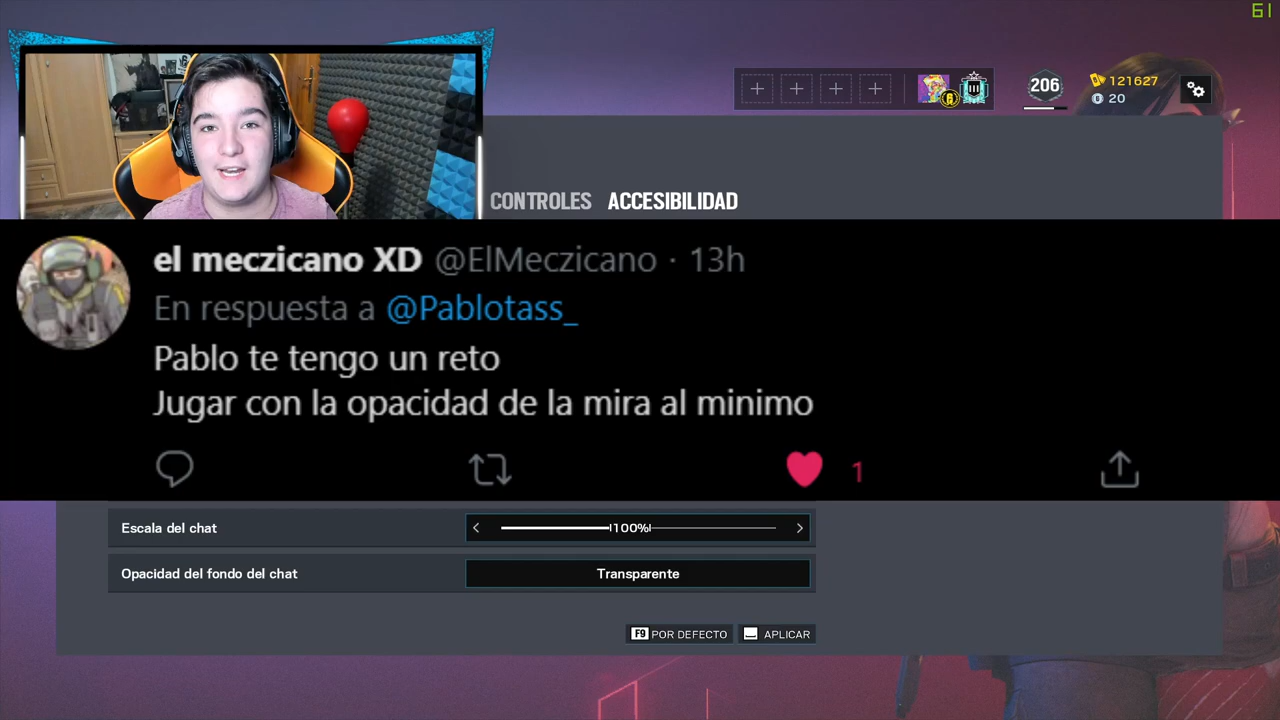 61
206
121627
20
CONTROLES ACCESIBILIDAD
el meczicano XD @ElMeczicano · 13h
En respuesta a @Pablotass_
Pablo te tengo un reto
Jugar con la opacidad de la mira al minimo
1
Escala del chat
100%
Opacidad del fondo del chat
Transparente
F9 POR DEFECTO
APLICAR